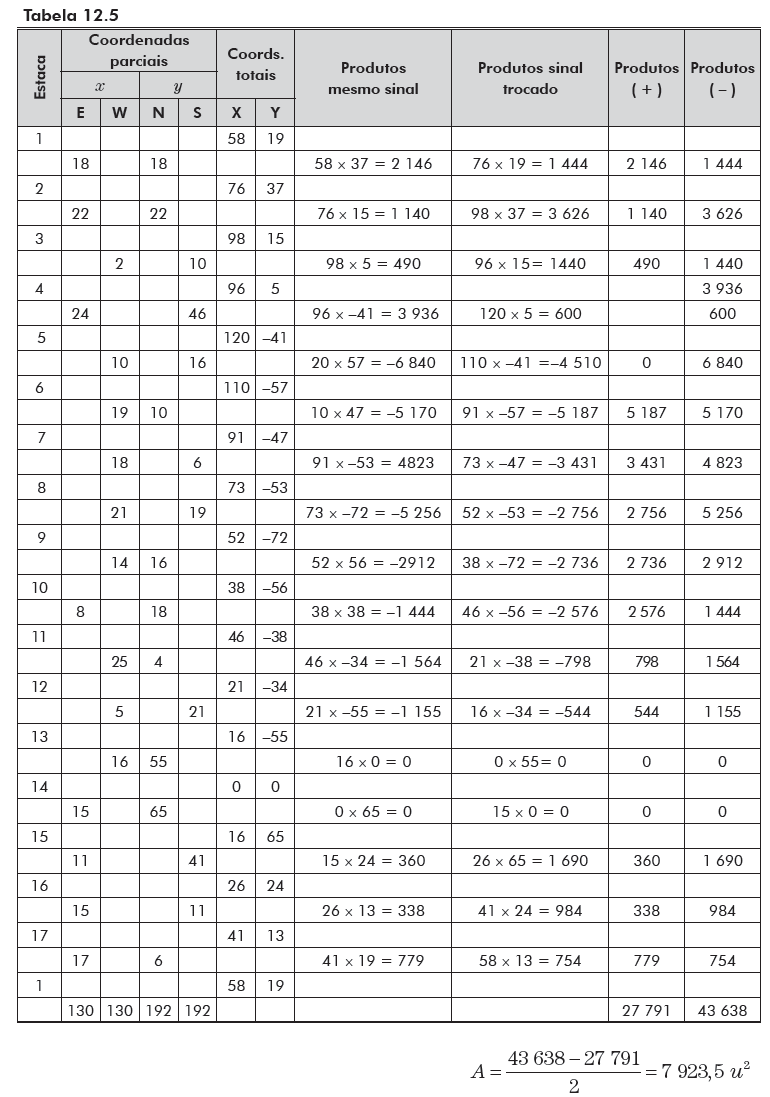 Tabela 12.5
Estaca Coordenadas parciais Coords. totais Produtos mesmo sinal Produtos sinal trocado Produtos (+) Produtos (–)
x y
E W N S X Y
1 58 19
18 18 58 × 37 = 2 146 76 × 19 = 1 444 2 146 1 444
2 76 37
22 22 76 × 15 = 1 140 98 × 37 = 3 626 1 140 3 626
3 98 15
2 10 98 × 5 = 490 96 × 15= 1440 490 1 440
4 96 5 3 936
24 46 96 × –41 = 3 936 120 × 5 = 600 600
5 120 –41
10 16 20 × 57 = –6 840 110 × –41 =–4 510 0 6 840
6 110 –57
19 10 10 × 47 = –5 170 91 × –57 = –5 187 5 187 5 170
7 91 –47
18 6 91 × –53 = 4823 73 × –47 = –3 431 3 431 4 823
8 73 –53
21 19 73 × –72 = –5 256 52 × –53 = –2 756 2 756 5 256
9 52 –72
14 16 52 × 56 = –2912 38 × –72 = –2 736 2 736 2 912
10 38 –56
8 18 38 × 38 = –1 444 46 × –56 = –2 576 2 576 1 444
11 46 –38
25 4 46 × –34 = –1 564 21 × –38 = –798 798 1 564
12 21 –34
5 21 21 × –55 = –1 155 16 × –34 = –544 544 1 155
13 16 –55
16 55 16 × 0 = 0 0 × 55= 0 0 0
14 0 0
15 65 0 × 65 = 0 15 × 0 = 0 0 0
15 16 65
11 41 15 × 24 = 360 26 × 65 = 1 690 360 1 690
16 26 24
15 11 26 × 13 = 338 41 × 24 = 984 338 984
17 41 13
17 6 41 × 19 = 779 58 × 13 = 754 779 754
1 58 19
130 130 192 192 27 791 43 638
A = (43 638 – 27 791) / 2 = 7 923,5 u²